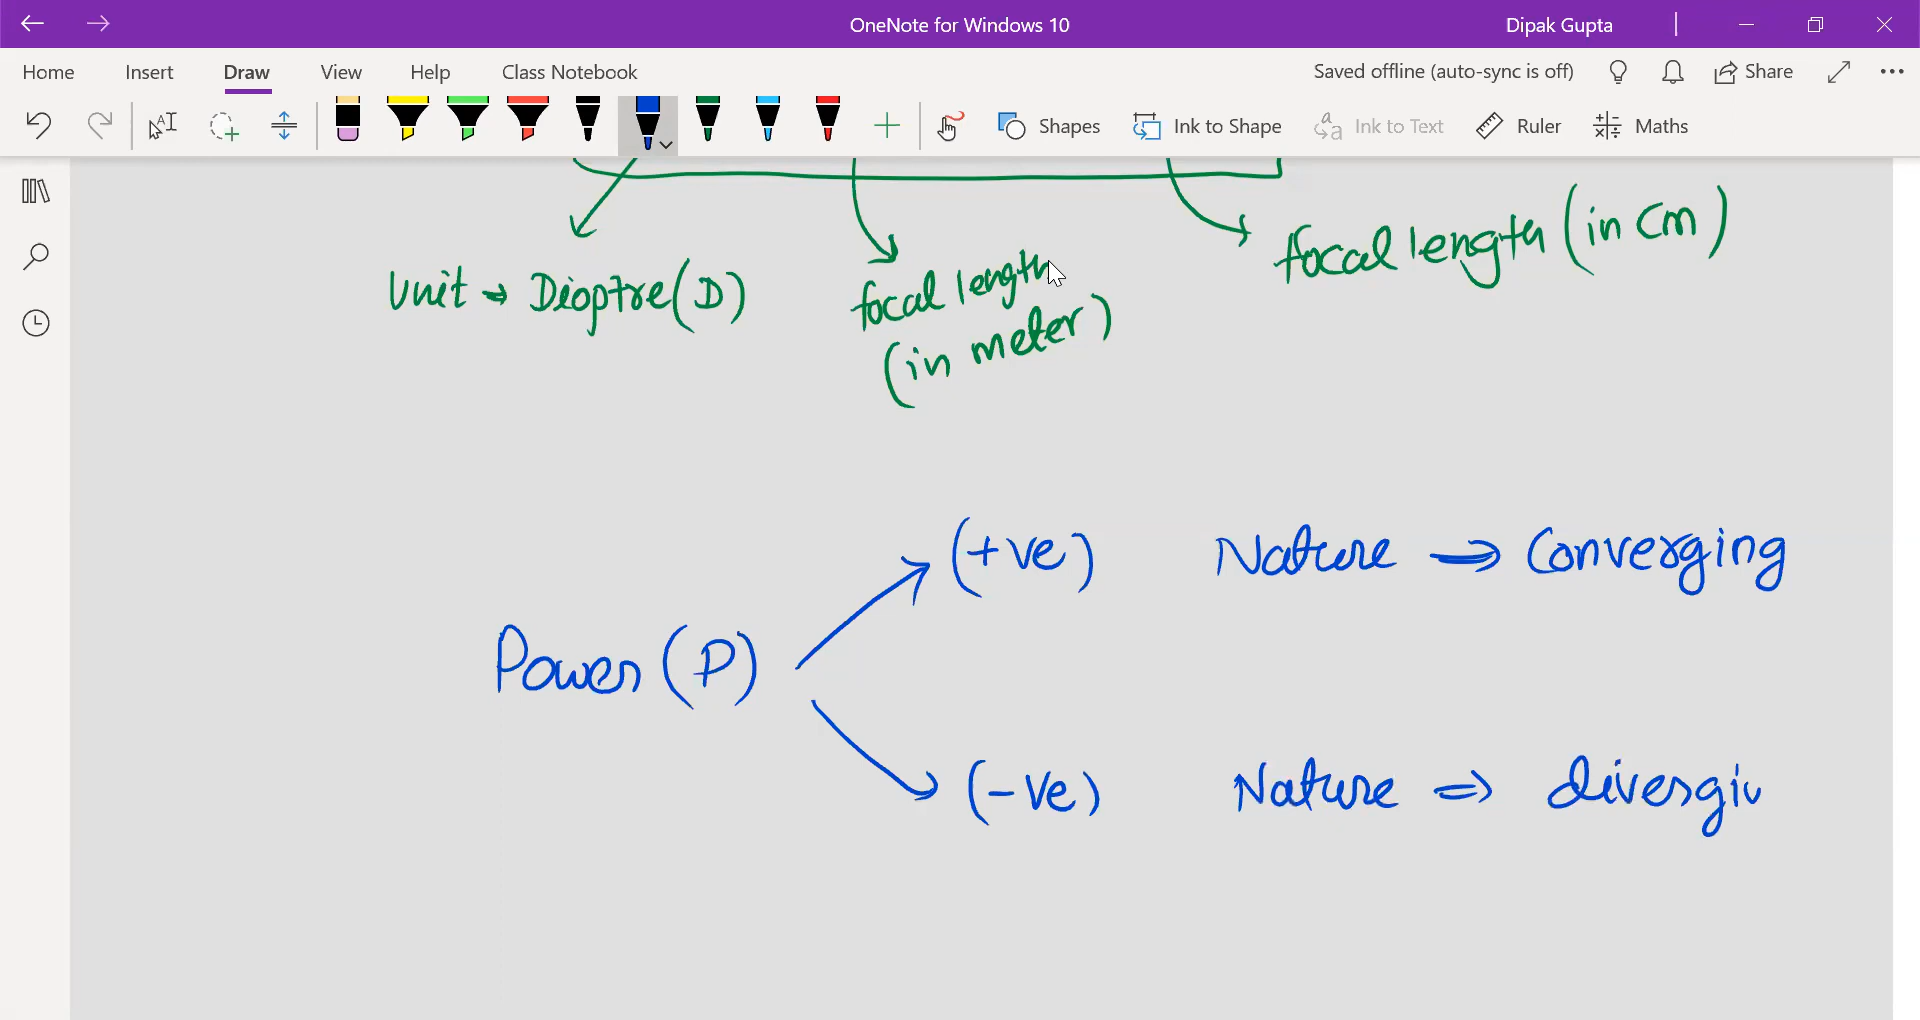 OneNote for Windows 10
Dipak Gupta
Home Insert Draw View Help Class Notebook
Saved offline (auto-sync is off) Share
Shapes Ink to Shape Ink to Text Ruler Maths
Unit → Dioptre (D)
focal length
(in meter)
focal length (in cm)
(+ve) Nature ⇒ Converging
Power (P)
(-ve) Nature ⇒ divergin